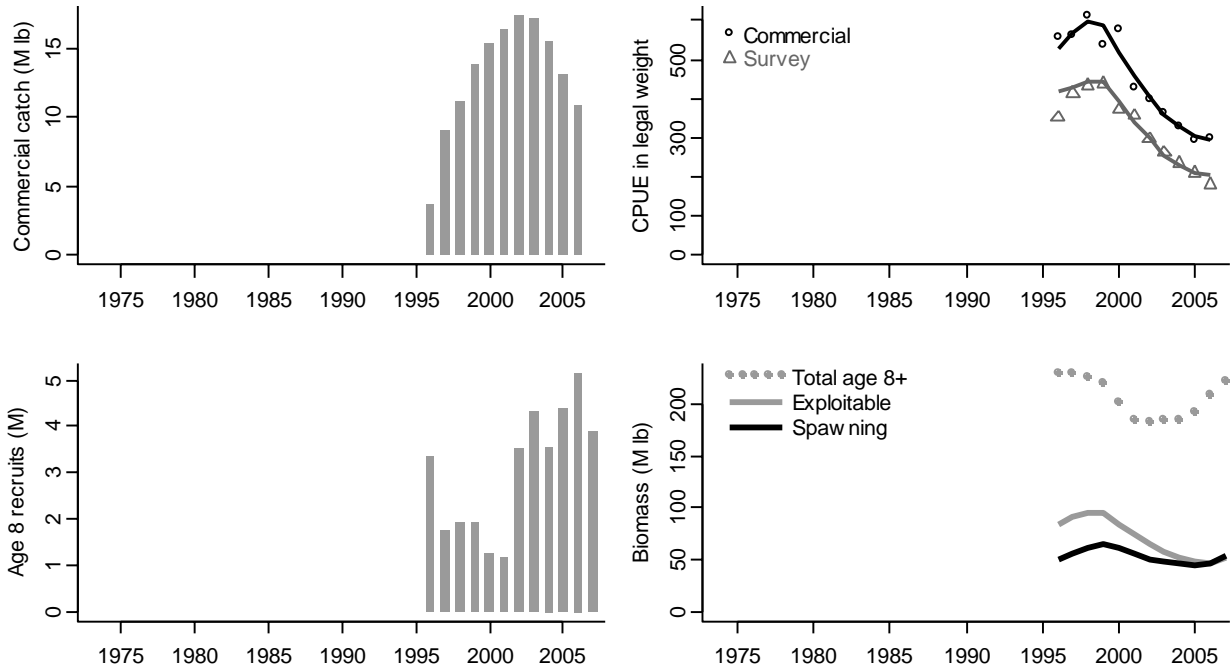 Commercial catch (M lb)
0 5 10 15
1975 1980 1985 1990 1995 2000 2005
CPUE in legal weight
0 100 300 500
Commercial
Survey
1975 1980 1985 1990 1995 2000 2005
Age 8 recruits (M)
0 1 2 3 4 5
1975 1980 1985 1990 1995 2000 2005
Biomass (M lb)
0 50 100 150 200
Total age 8+
Exploitable
Spaw ning
1975 1980 1985 1990 1995 2000 2005